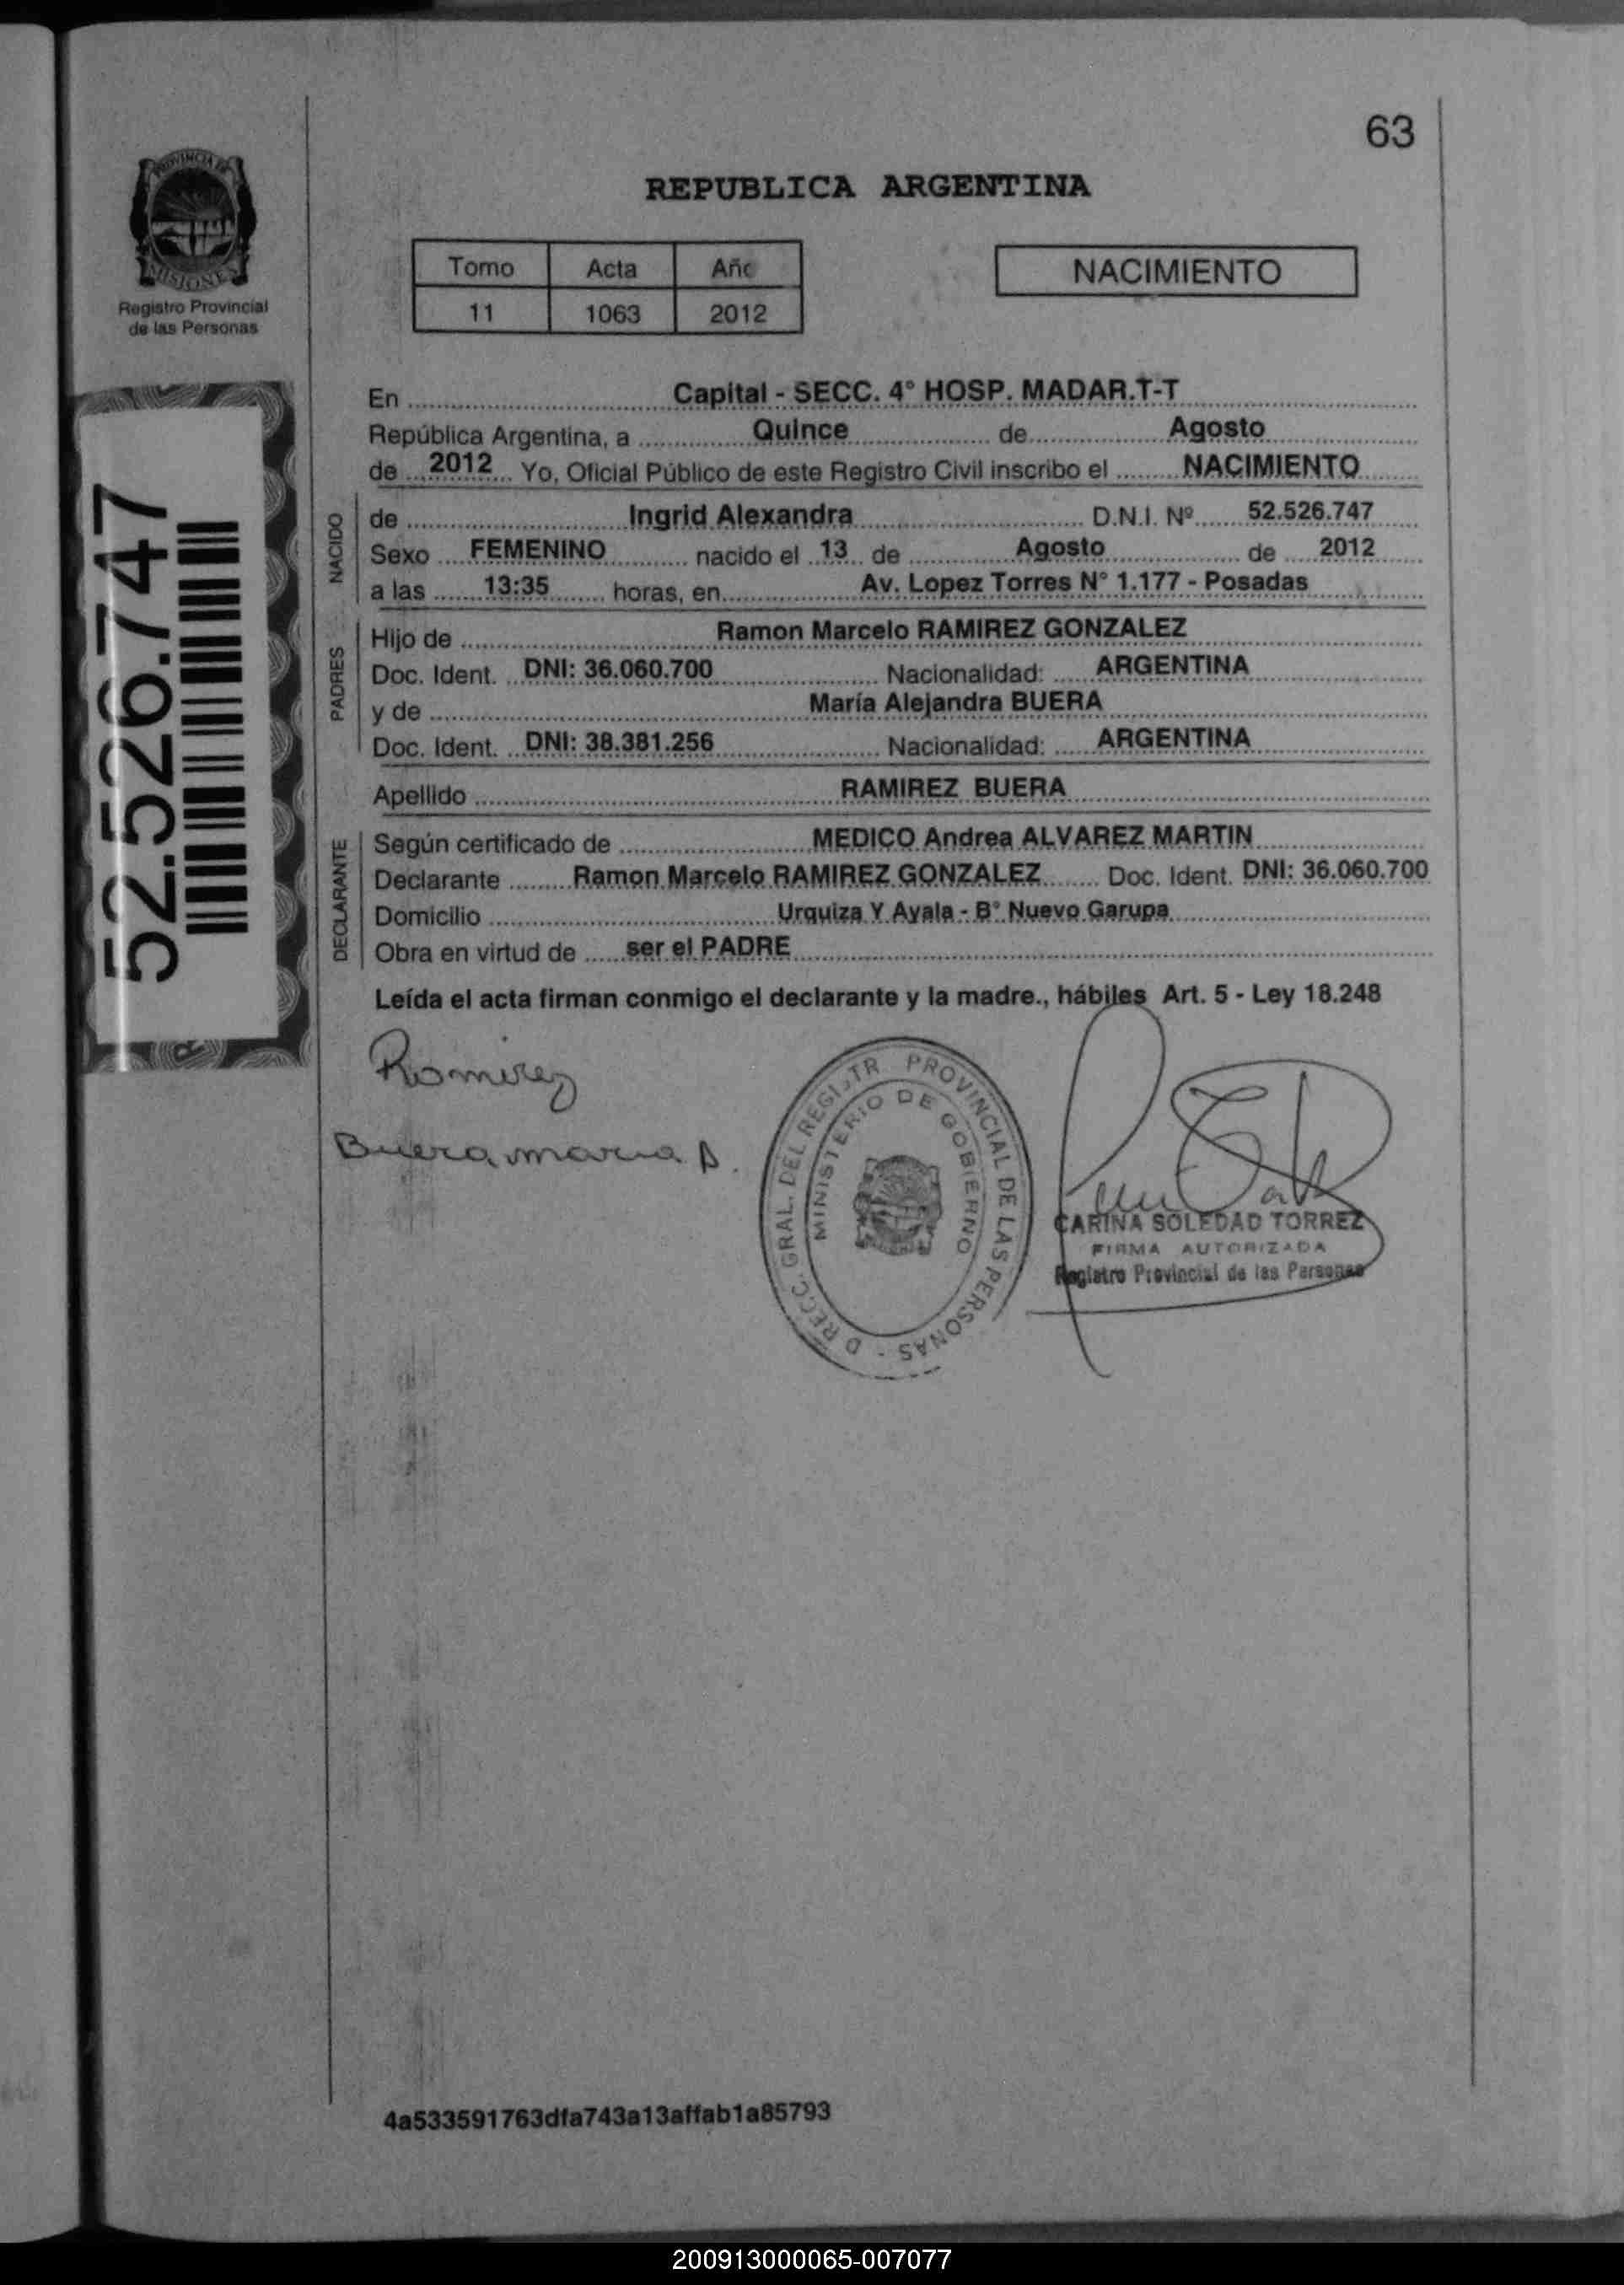 63
PROVINCIA DE
MISIONES
Registro Provincial
de las Personas
REPUBLICA ARGENTINA
Tomo Acta Año
11 1063 2012
NACIMIENTO
52.526.747
En Capital - SECC. 4° HOSP. MADAR.T-T
República Argentina, a Quince de Agosto
de 2012 Yo, Oficial Público de este Registro Civil inscribo el NACIMIENTO
NACIDO
de Ingrid Alexandra D.N.I. Nº 52.526.747
Sexo FEMENINO nacido el 13 de Agosto de 2012
a las 13:35 horas, en Av. Lopez Torres N° 1.177 - Posadas
PADRES
Hijo de Ramon Marcelo RAMIREZ GONZALEZ
Doc. Ident. DNI: 36.060.700 Nacionalidad: ARGENTINA
y de María Alejandra BUERA
Doc. Ident. DNI: 38.381.256 Nacionalidad: ARGENTINA
Apellido RAMIREZ BUERA
DECLARANTE
Según certificado de MEDICO Andrea ALVAREZ MARTIN
Declarante Ramon Marcelo RAMIREZ GONZALEZ Doc. Ident. DNI: 36.060.700
Domicilio Urquiza Y Ayala - B° Nuevo Garupa
Obra en virtud de ser el PADRE
Leída el acta firman conmigo el declarante y la madre., hábiles Art. 5 - Ley 18.248
Ramirez
Buera maria A.
D RECC. GRAL. DEL REGISTR PROVINCIAL DE LAS PERSONAS -
MINISTERIO DE GOBIERNO
CARINA SOLEDAD TORREZ
FIRMA AUTORIZADA
Registro Provincial de las Personas
4a533591763dfa743a13affab1a85793
200913000065-007077